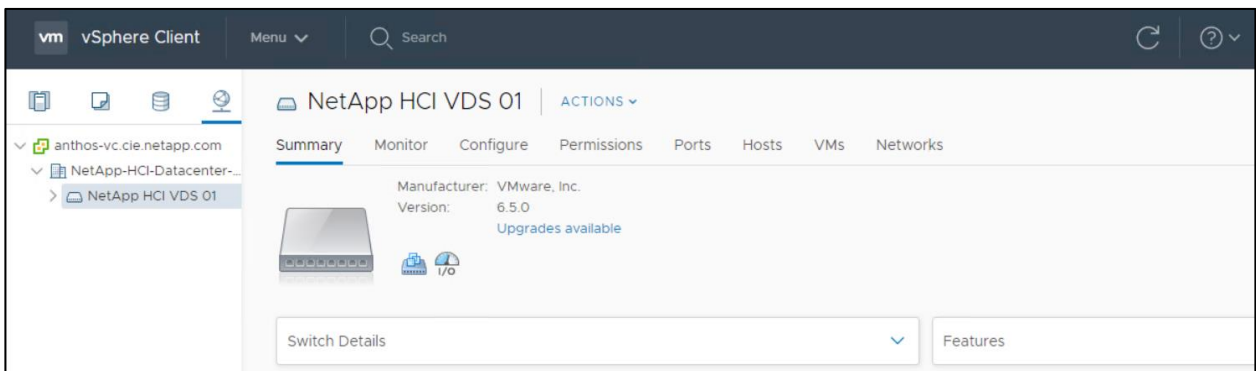 vm vSphere Client Menu Search
NetApp HCI VDS 01 ACTIONS
anthos-vc.cie.netapp.com
NetApp-HCI-Datacenter-...
NetApp HCI VDS 01
Summary Monitor Configure Permissions Ports Hosts VMs Networks
Manufacturer: VMware, Inc.
Version: 6.5.0
Upgrades available
I/O
Switch Details
Features